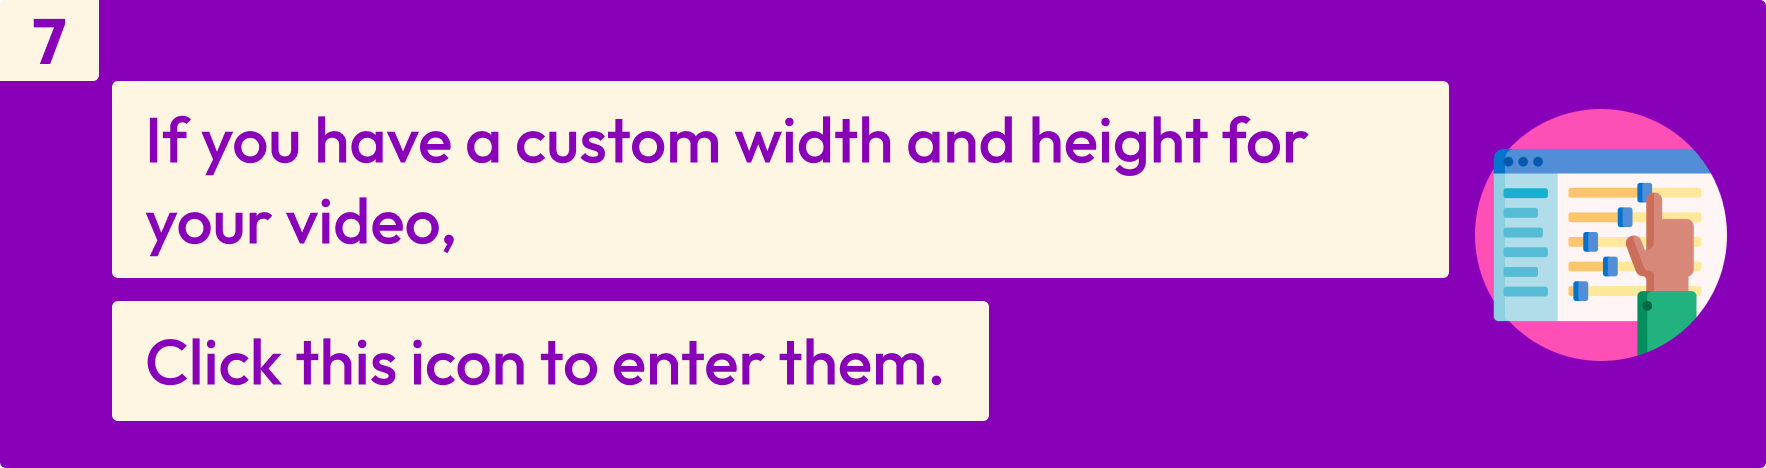 7
If you have a custom width and height for
your video,
Click this icon to enter them.